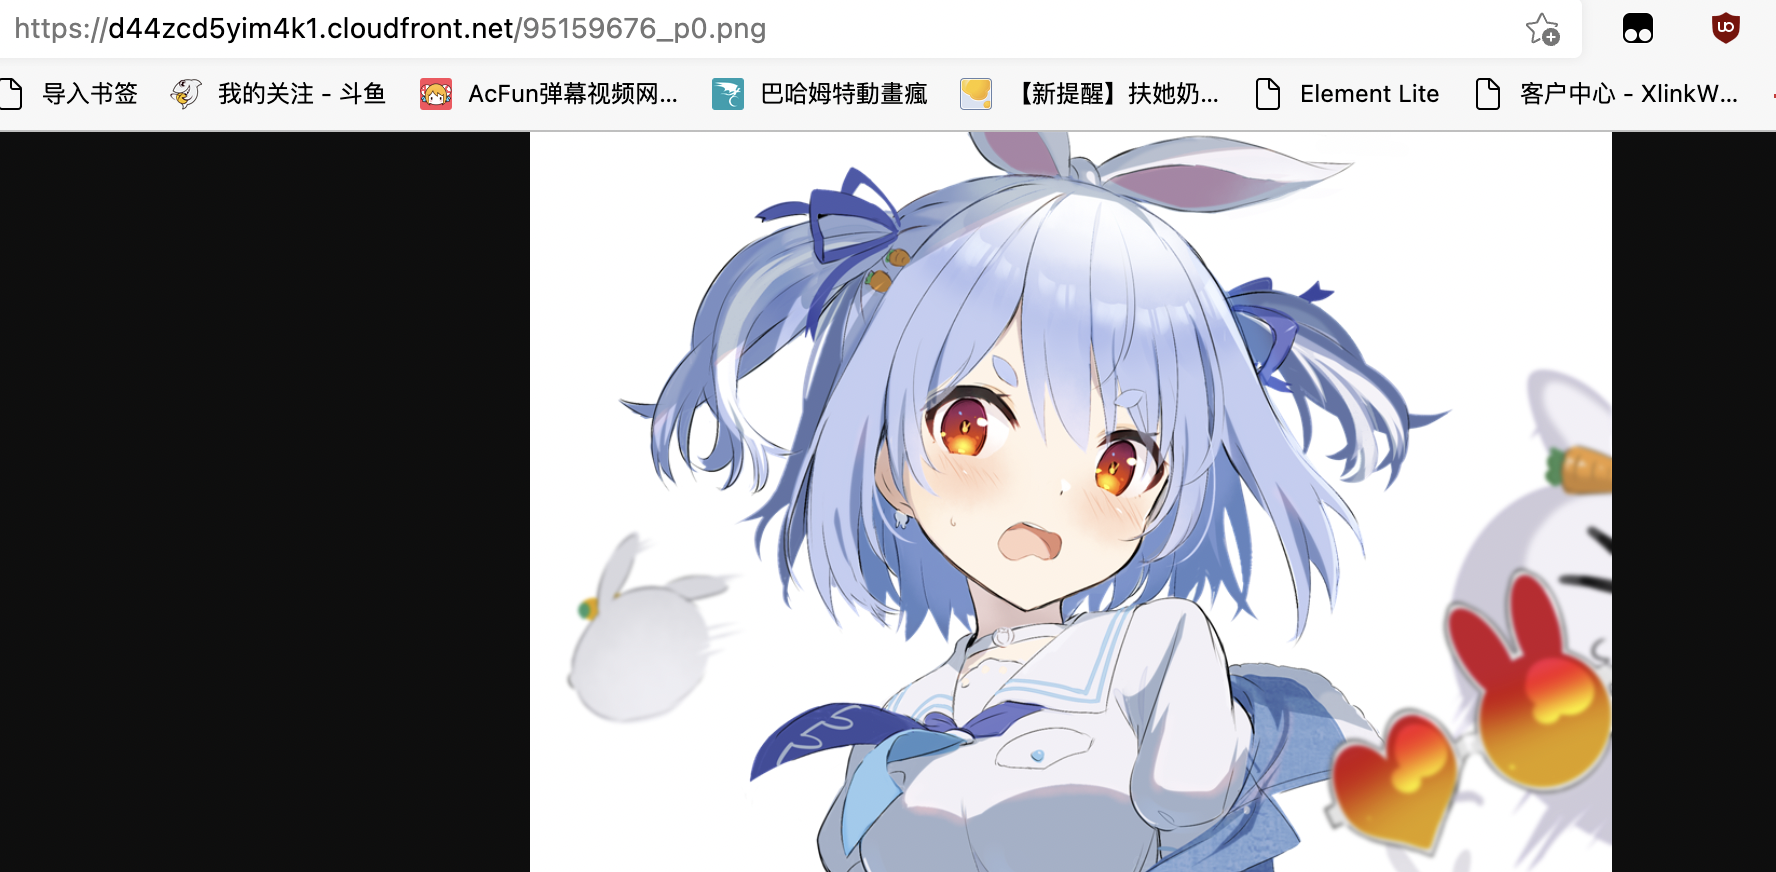 https://d44zcd5yim4k1.cloudfront.net/95159676_p0.png
导入书签 我的关注 - 斗鱼 AcFun弹幕视频网... 巴哈姆特動畫瘋 【新提醒】扶她奶... Element Lite 客户中心 - XlinkW...